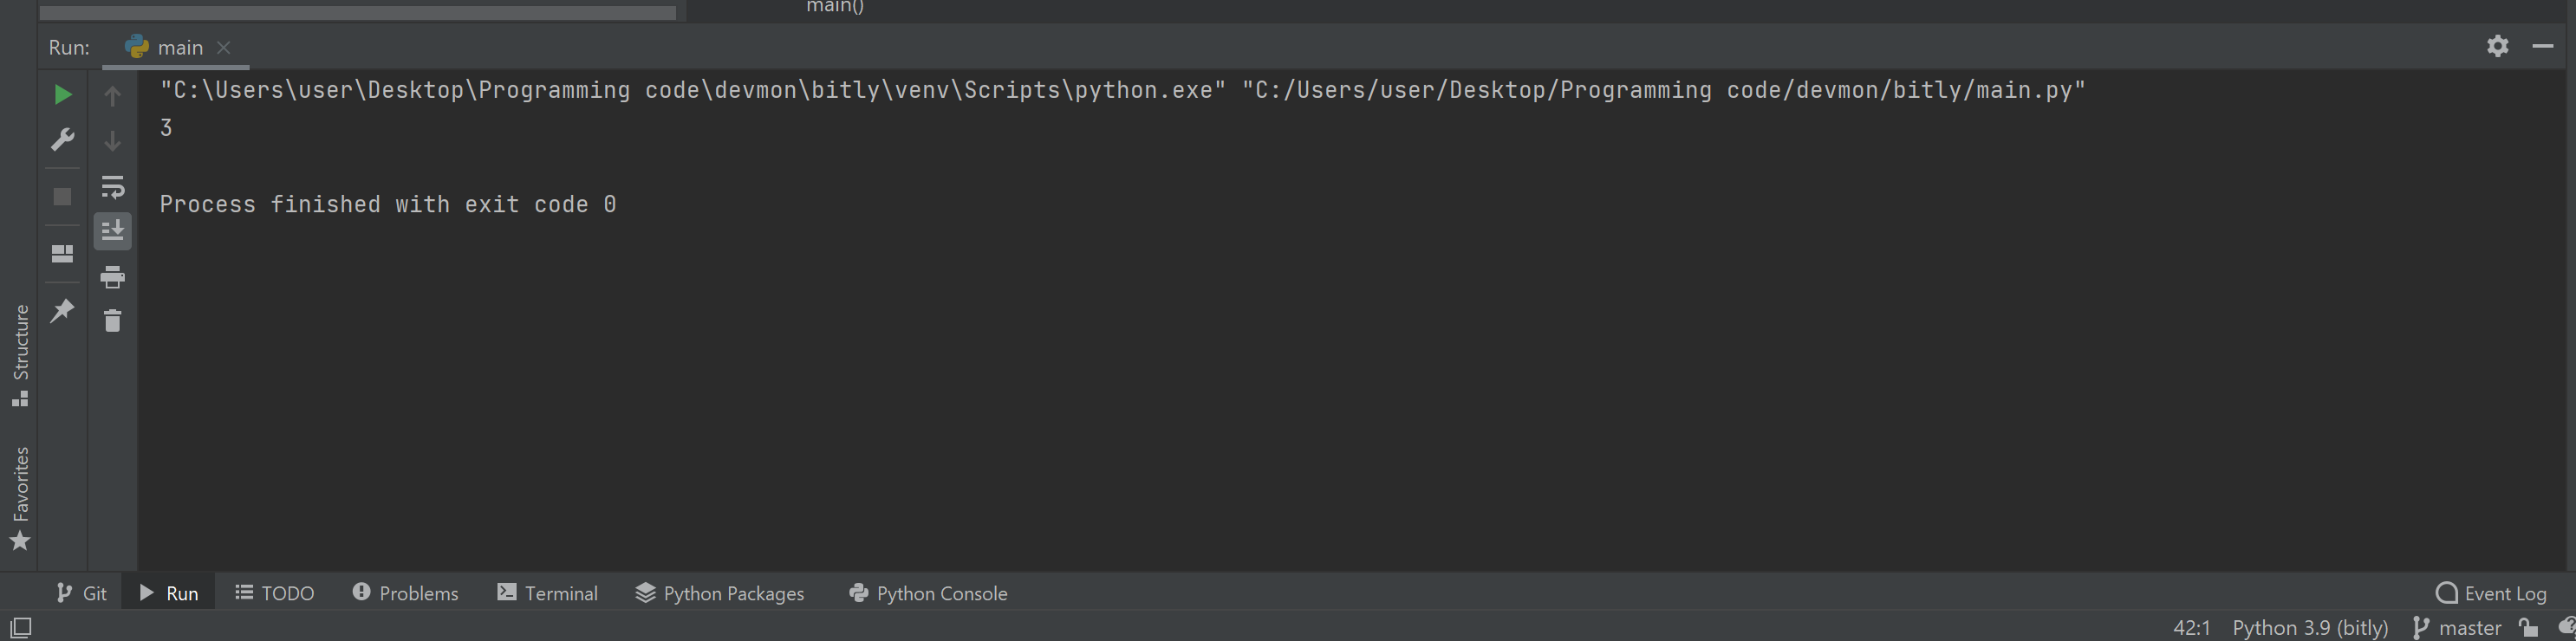 main()
Run: main
"C:\Users\user\Desktop\Programming code\devmon\bitly\venv\Scripts\python.exe" "C:/Users/user/Desktop/Programming code/devmon/bitly/main.py"
3
Process finished with exit code 0
Structure
Favorites
Git Run TODO Problems Terminal Python Packages Python Console Event Log
42:1 Python 3.9 (bitly) master